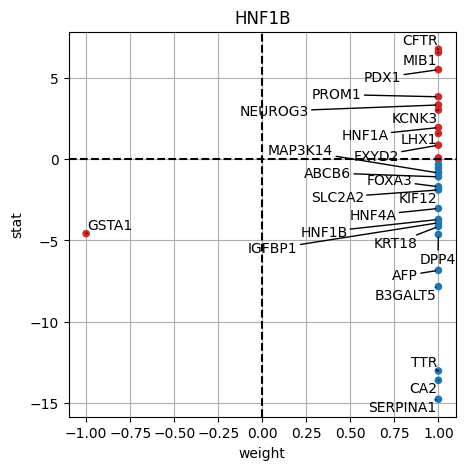 HNF1B
CFTR
MIB1
5
PDX1
PROM1
NEUROG3
KCNK3
HNF1A
LHX1
MAP3K14
FXYD2
0
ABCB6
FOXA3
SLC2A2
KIF12
HNF4A
stat
GSTA1
HNF1B
KRT18
−5
IGFBP1
DPP4
AFP
B3GALT5
−10
TTR
CA2
SERPINA1
−15
−1.00 −0.75 −0.50 −0.25 0.00 0.25 0.50 0.75 1.00
weight